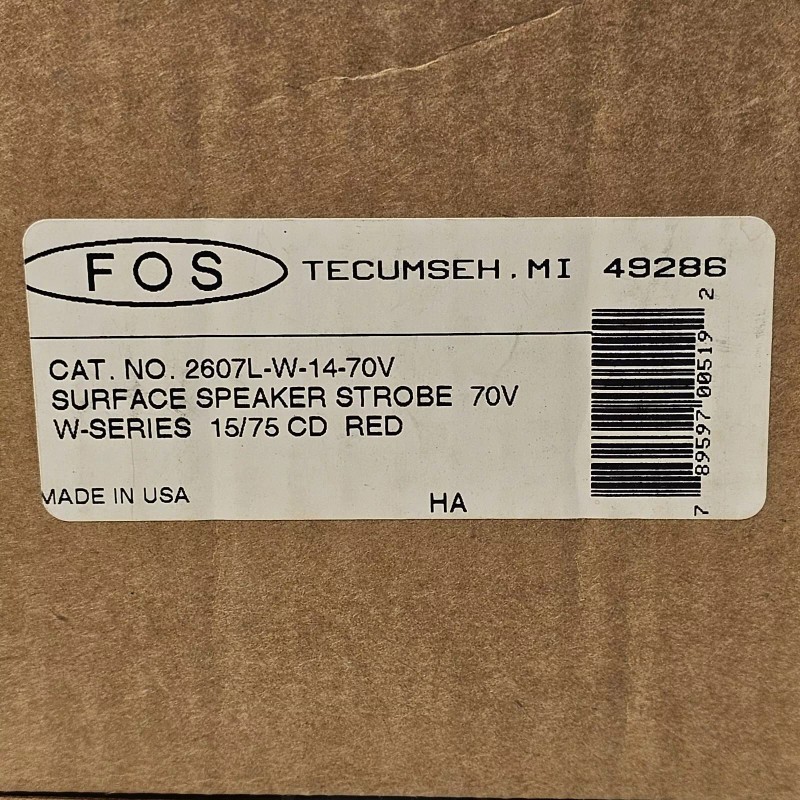 FOS TECUMSEH, MI 49286
CAT. NO. 2607L-W-14-70V
SURFACE SPEAKER STROBE 70V
W-SERIES 15/75 CD RED
MADE IN USA HA
7 89597 00519 2